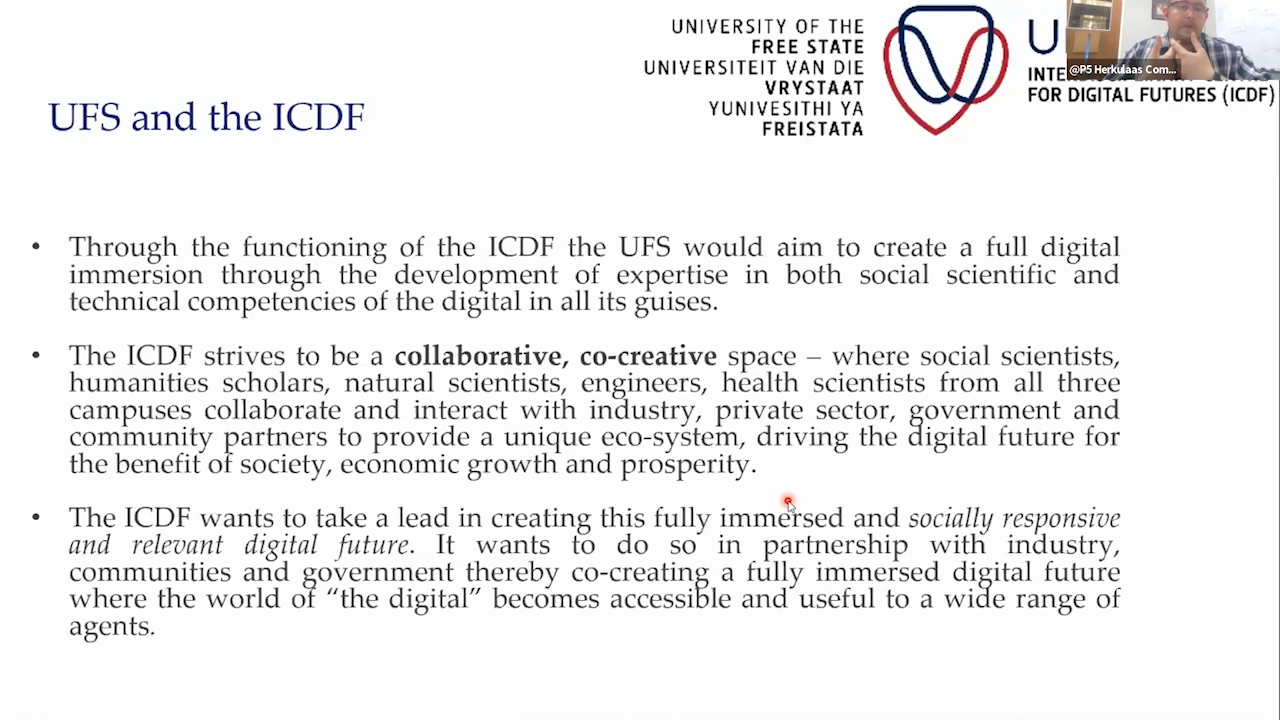 UNIVERSITY OF THE
FREE STATE
UNIVERSITEIT VAN DIE
VRYSTAAT
YUNIVESITHI YA
FREISTATA
U
FOR DIGITAL FUTURES (ICDF)
@P5 Herkulaas Com...
UFS and the ICDF
• Through the functioning of the ICDF the UFS would aim to create a full digital
immersion through the development of expertise in both social scientific and
technical competencies of the digital in all its guises.
• The ICDF strives to be a collaborative, co-creative space – where social scientists,
humanities scholars, natural scientists, engineers, health scientists from all three
campuses collaborate and interact with industry, private sector, government and
community partners to provide a unique eco-system, driving the digital future for
the benefit of society, economic growth and prosperity.
• The ICDF wants to take a lead in creating this fully immersed and socially responsive
and relevant digital future. It wants to do so in partnership with industry,
communities and government thereby co-creating a fully immersed digital future
where the world of “the digital” becomes accessible and useful to a wide range of
agents.